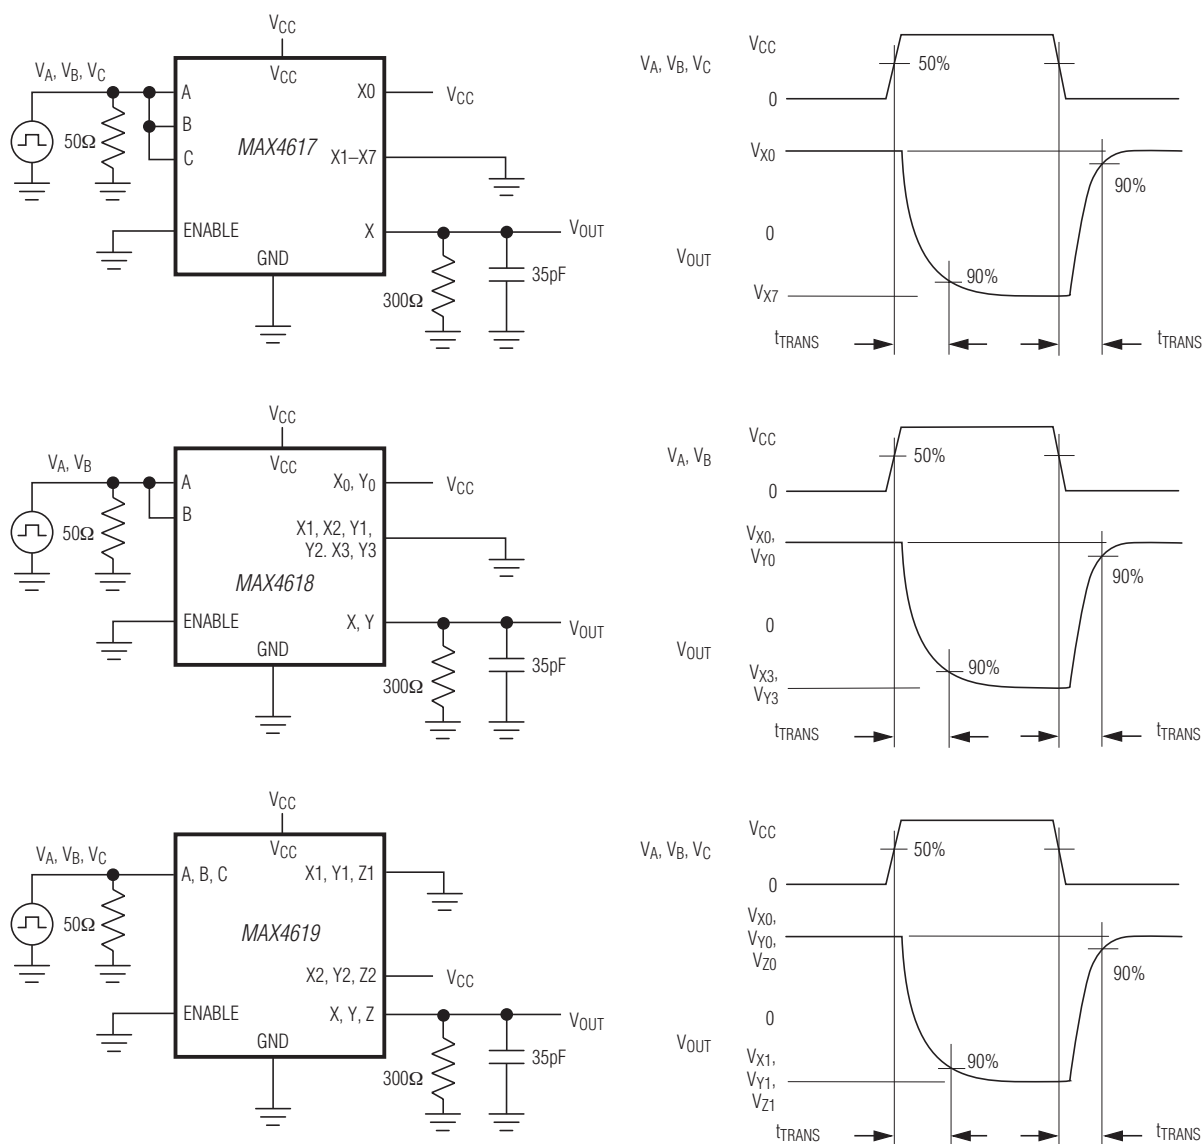 VCC
VCC
VA, VB, VC
A
B
C
50Ω
MAX4617
X0
VCC
X1–X7
ENABLE
X
VOUT
GND
300Ω
35pF
VA, VB, VC
VCC
50%
0
VX0
90%
0
VOUT
90%
VX7
tTRANS
tTRANS
VCC
VCC
VA, VB
A
B
50Ω
X0, Y0
VCC
X1, X2, Y1,
Y2. X3, Y3
MAX4618
ENABLE
X, Y
VOUT
GND
300Ω
35pF
VA, VB
VCC
50%
0
VX0,
VY0
90%
0
VOUT
90%
VX3,
VY3
tTRANS
tTRANS
VCC
VCC
VA, VB, VC
A, B, C
50Ω
X1, Y1, Z1
MAX4619
X2, Y2, Z2
VCC
ENABLE
X, Y, Z
VOUT
GND
300Ω
35pF
VA, VB, VC
VCC
50%
0
VX0,
VY0,
VZ0
90%
0
VOUT
90%
VX1,
VY1,
VZ1
tTRANS
tTRANS